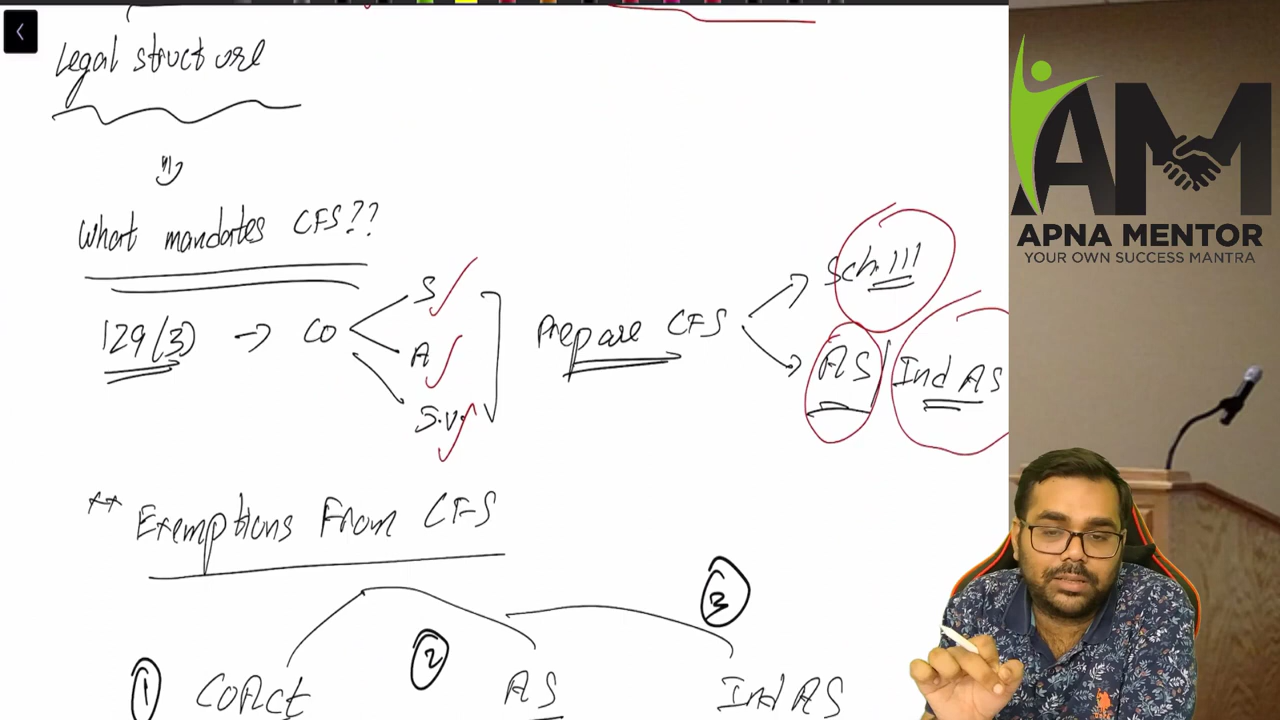 Legal structure
What mandates CFS??
129(3) → CO
S
A
J.V.
Prepare CFS
Sch. III
AS / Ind AS
** Exemptions From CFS
① CoAct
② AS
③ Ind AS
AM
APNA MENTOR
YOUR OWN SUCCESS MANTRA